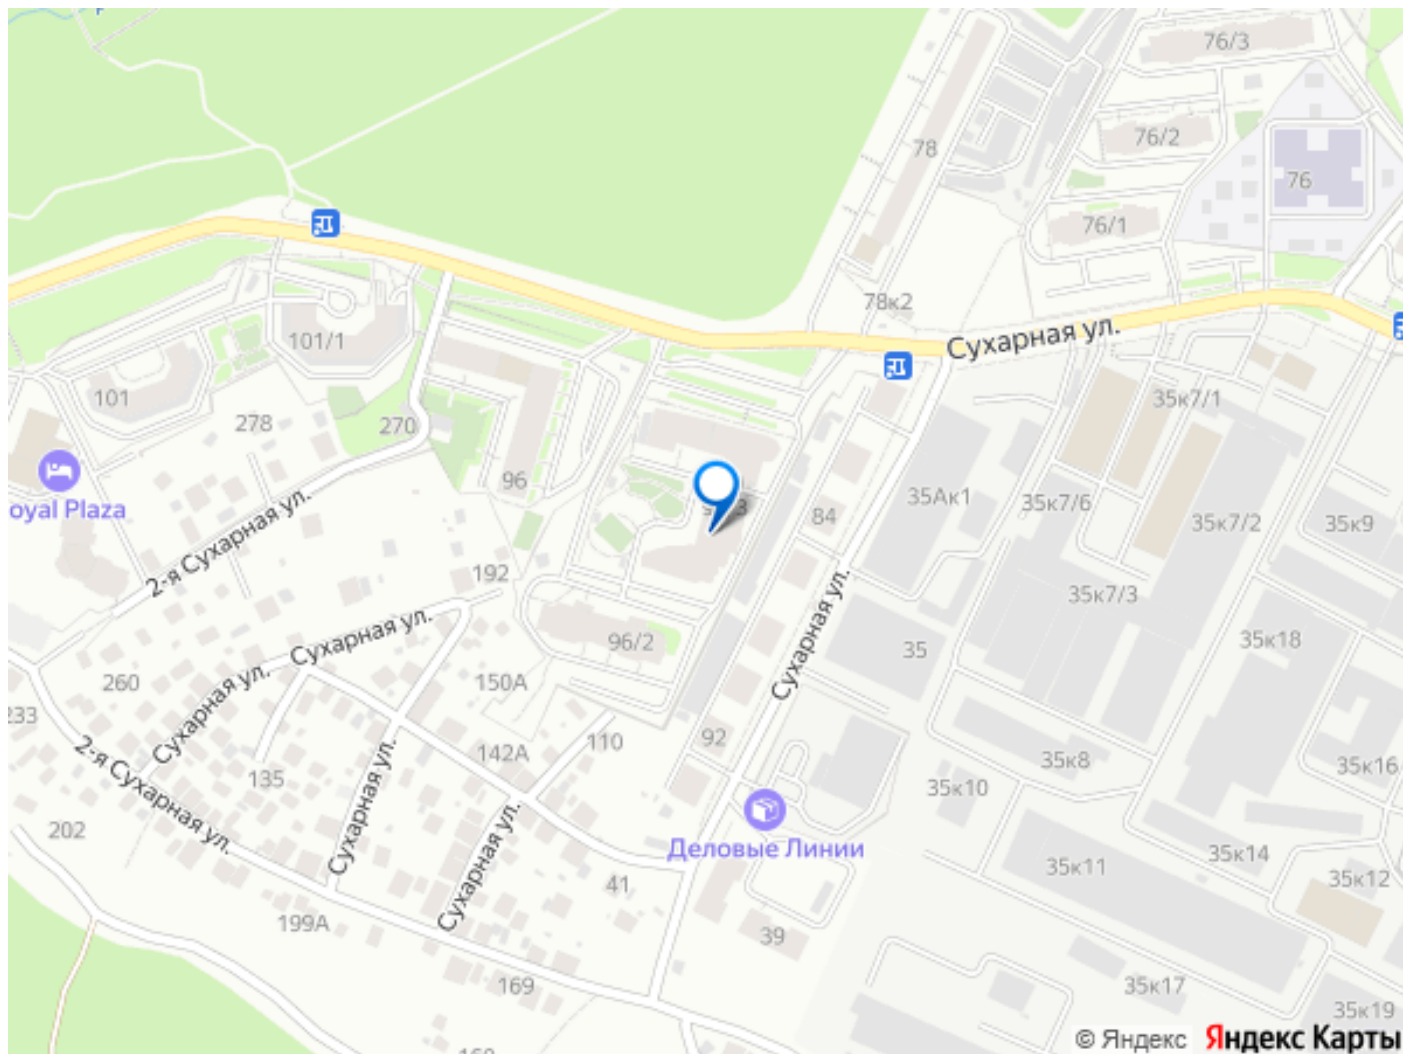 76/3
76/2
78
76
76/1
78к2
Сухарная ул.
101/1
101
35к7/1
278
270
96
oyal Plaza
35Ак1
35к7/6
35к7/2
35к9
84
2-я Сухарная ул.
192
35к7/3
Сухарная ул.
Сухарная ул.
96/2
35
35к18
260
150А
Сухарная ул.
233
110
92
142А
2-я Сухарная ул.
135
Сухарная ул.
35к8
35к16
35к10
202
Сухарная ул.
Деловые Линии
35к14
35к11
35к12
41
199А
39
169
35к17
35к19
© Яндекс Яндекс Карты